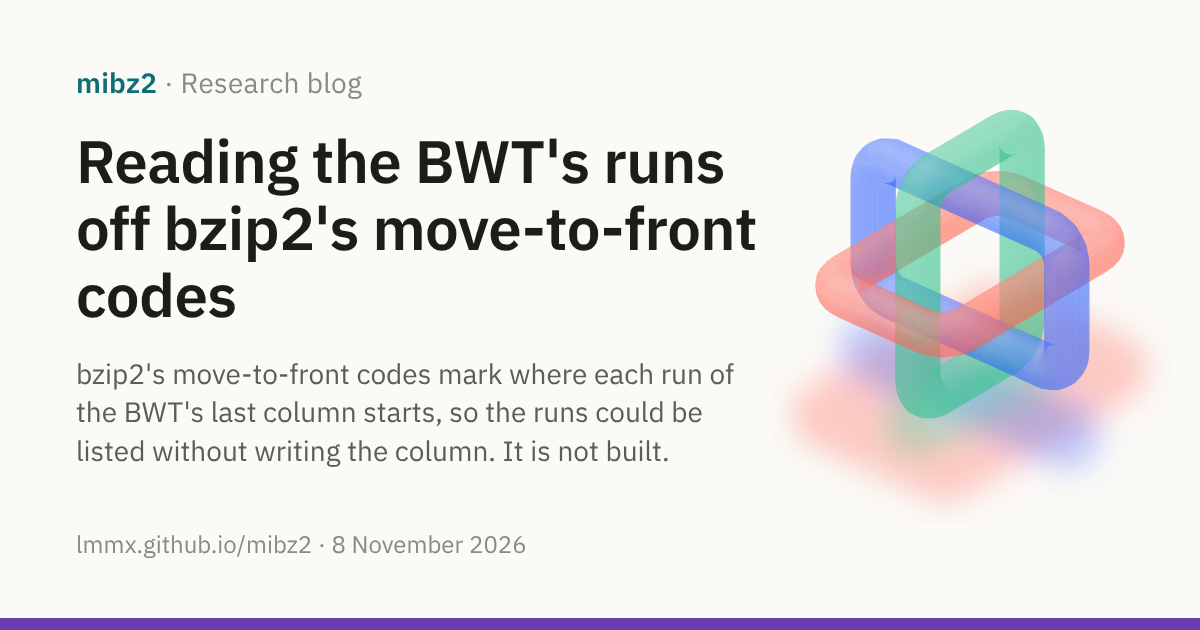 mibz2 · Research blog
Reading the BWT's runs
off bzip2's move-to-front
codes
bzip2's move-to-front codes mark where each run of
the BWT's last column starts, so the runs could be
listed without writing the column. It is not built.
lmmx.github.io/mibz2 · 8 November 2026